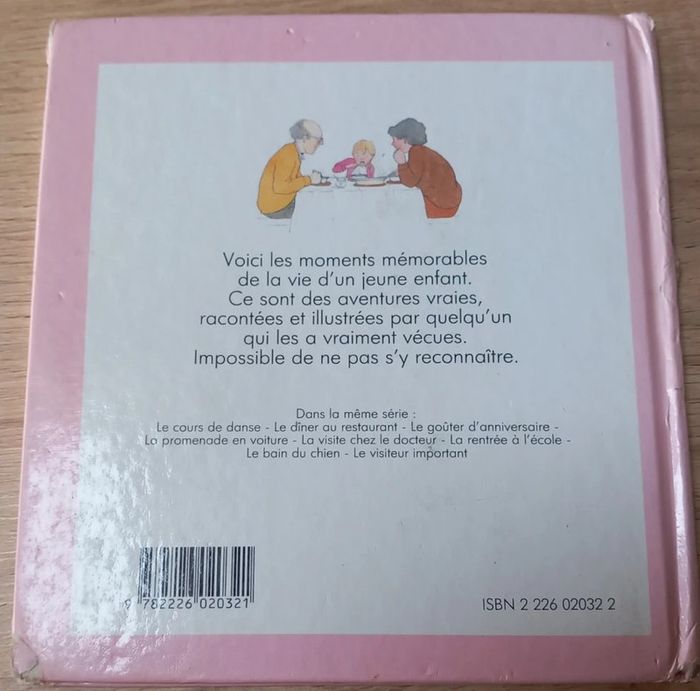 Voici les moments mémorables
de la vie d'un jeune enfant.
Ce sont des aventures vraies,
racontées et illustrées par quelqu'un
qui les a vraiment vécues.
Impossible de ne pas s'y reconnaître.
Dans la même série :
Le cours de danse - Le dîner au restaurant - Le goûter d'anniversaire -
La promenade en voiture - La visite chez le docteur - La rentrée à l'école -
Le bain du chien - Le visiteur important
9 782226 020321
ISBN 2 226 02032 2